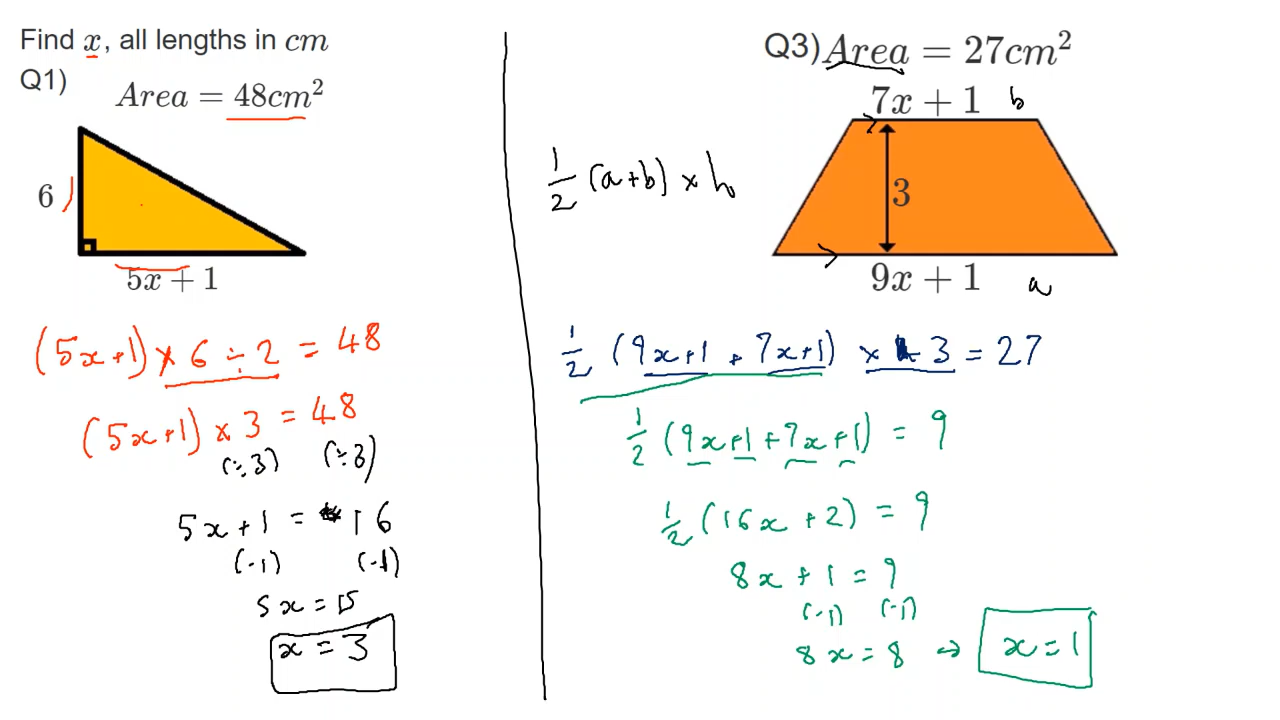 Find x, all lengths in cm
Q1)
Area = 48cm²
6
5x + 1
(5x+1) × 6 ÷ 2 = 48
(5x+1) × 3 = 48
(÷3) (÷3)
5x + 1 = 16
(-1) (-1)
5x = 15
x = 3
Q3) Area = 27cm²
7x + 1 b
½ (a+b) × h
3
9x + 1 a
½ (9x+1 + 7x+1) × 3 = 27
½ (9x+1+7x+1) = 9
½ (16x + 2) = 9
8x + 1 = 9
(-1) (-1)
8x = 8 → x = 1